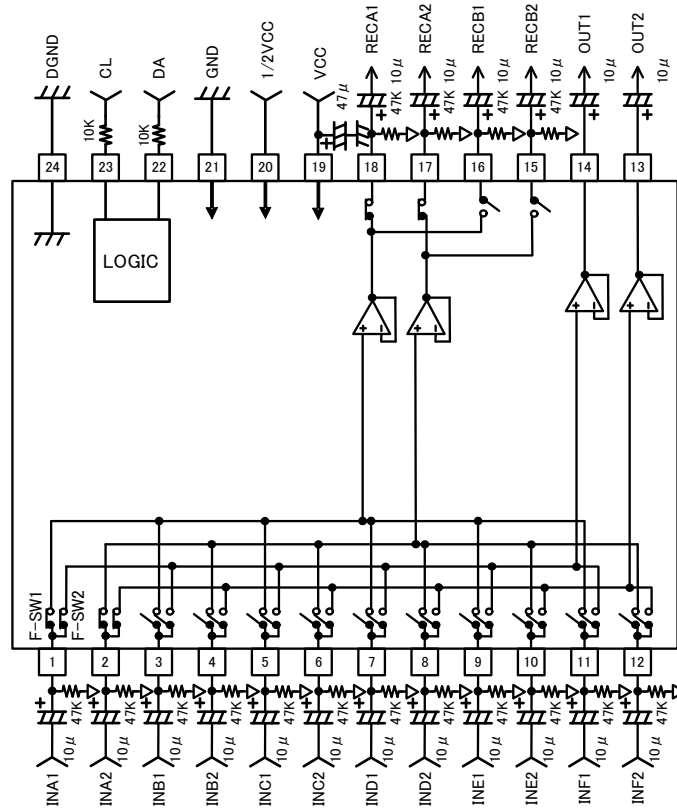 DGND
CL
DA
GND
1/2VCC
VCC
RECA1
RECA2
RECB1
RECB2
OUT1
OUT2
10K
10K
47μ
47K
10μ
47K
10μ
47K
10μ
47K
10μ
10μ
10μ
+
+
+
+
+
+
+
24
23
22
21
20
19
18
17
16
15
14
13
LOGIC
+ -
+ -
+ -
+ -
F-SW1
F-SW2
1
2
3
4
5
6
7
8
9
10
11
12
+
+
+
+
+
+
+
+
+
+
+
+
47K
47K
47K
47K
47K
47K
47K
47K
47K
47K
47K
47K
10μ
10μ
10μ
10μ
10μ
10μ
10μ
10μ
10μ
10μ
10μ
10μ
INA1
INA2
INB1
INB2
INC1
INC2
IND1
IND2
INE1
INE2
INF1
INF2